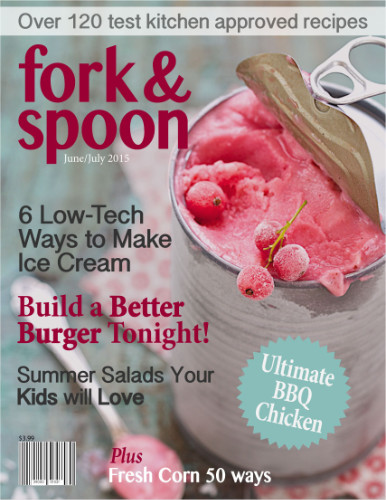 Over 120 test kitchen approved recipes
fork &
spoon
June/July 2015
6 Low-Tech
Ways to Make
Ice Cream
Build a Better
Burger Tonight!
Summer Salads Your
Kids will Love
Ultimate
BBQ
Chicken
$3.99
Plus
Fresh Corn 50 ways